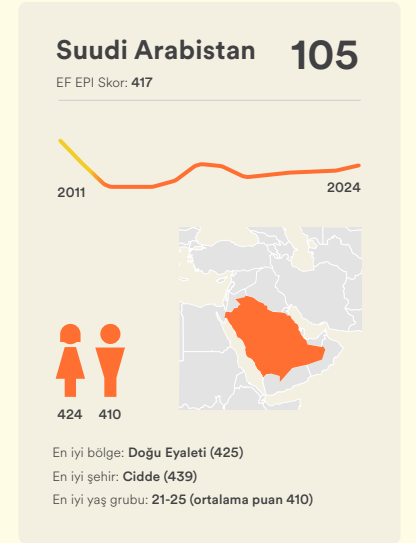 Suudi Arabistan 105
EF EPI Skor: 417
2011
2024
424 410
En iyi bölge: Doğu Eyaleti (425)
En iyi şehir: Cidde (439)
En iyi yaş grubu: 21-25 (ortalama puan 410)